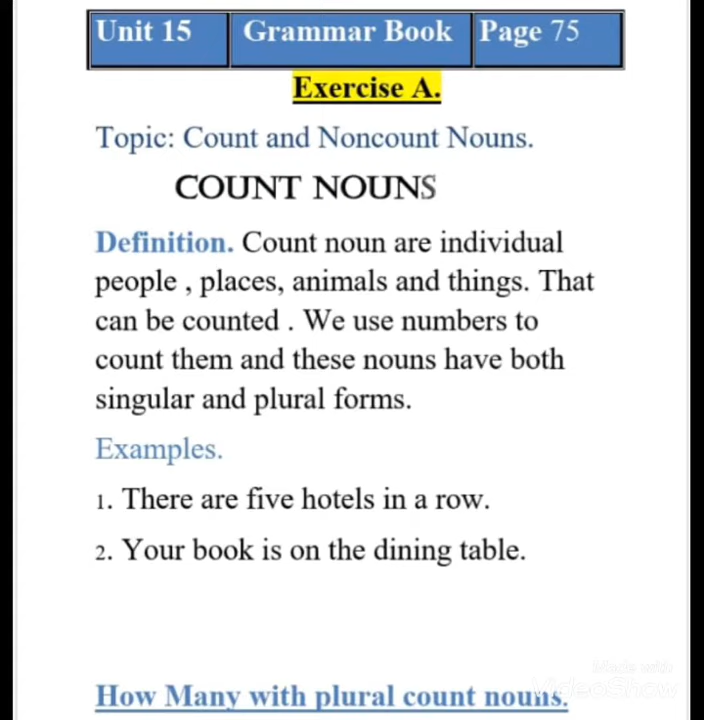 Unit 15 Grammar Book Page 75
Exercise A.
Topic: Count and Noncount Nouns.
COUNT NOUNS
Definition. Count noun are individual
people , places, animals and things. That
can be counted . We use numbers to
count them and these nouns have both
singular and plural forms.
Examples.
1. There are five hotels in a row.
2. Your book is on the dining table.
Made with
VideoShow
How Many with plural count nouns.